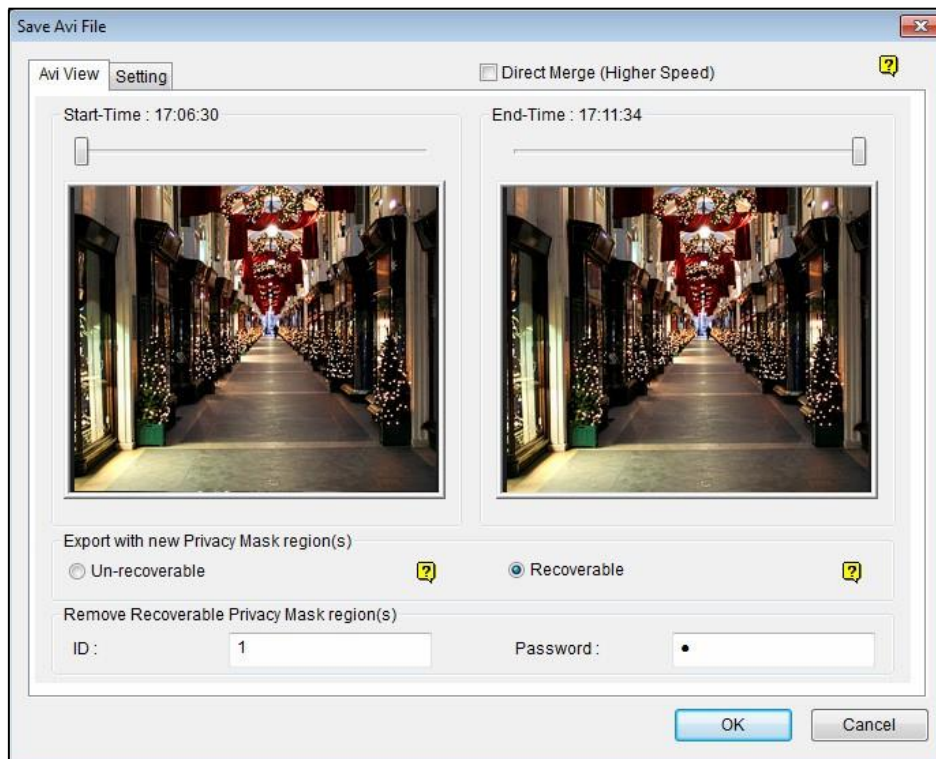 Save Avi File
Avi View
Setting
Direct Merge (Higher Speed)
?
Start-Time : 17:06:30
End-Time : 17:11:34
Export with new Privacy Mask region(s)
Un-recoverable
?
Recoverable
?
Remove Recoverable Privacy Mask region(s)
ID :
1
Password :
●
OK
Cancel